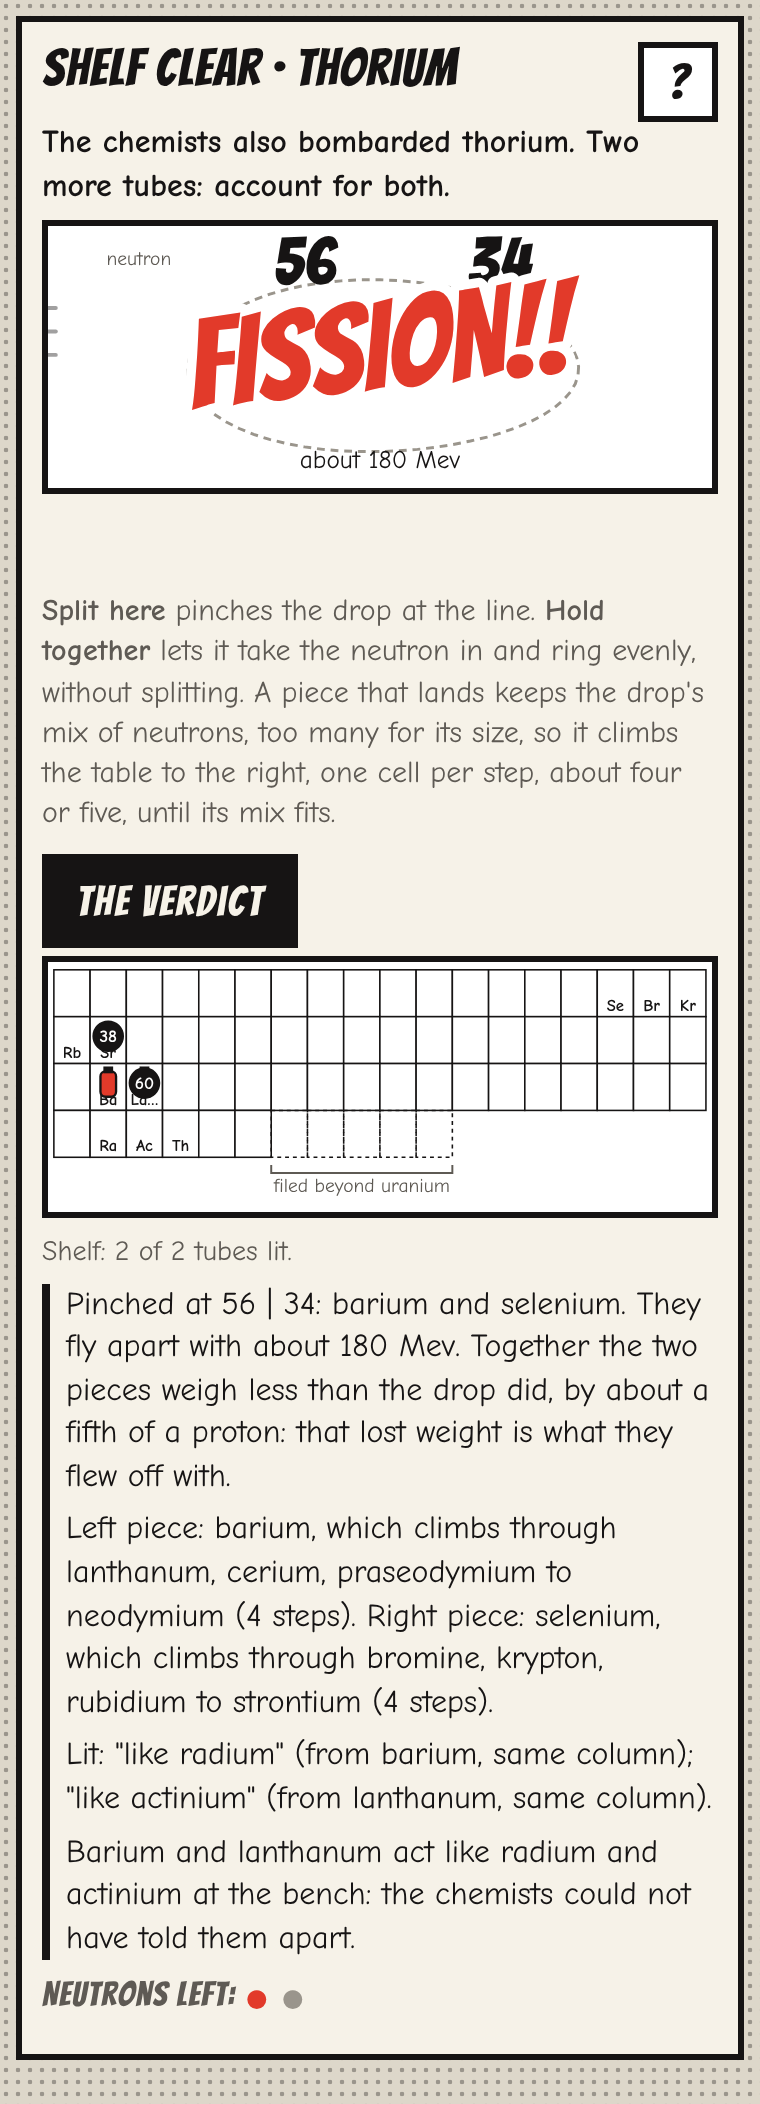 SHELF CLEAR • THORIUM
?
The chemists also bombarded thorium. Two
more tubes: account for both.
neutron
56
34
FISSION!!
about 180 Mev
Split here pinches the drop at the line. Hold
together lets it take the neutron in and ring evenly,
without splitting. A piece that lands keeps the drop's
mix of neutrons, too many for its size, so it climbs
the table to the right, one cell per step, about four
or five, until its mix fits.
THE VERDICT
Se Br Kr
38
Rb Sr
60
Ba La...
Ra Ac Th
filed beyond uranium
Shelf: 2 of 2 tubes lit.
Pinched at 56 | 34: barium and selenium. They
fly apart with about 180 Mev. Together the two
pieces weigh less than the drop did, by about a
fifth of a proton: that lost weight is what they
flew off with.
Left piece: barium, which climbs through
lanthanum, cerium, praseodymium to
neodymium (4 steps). Right piece: selenium,
which climbs through bromine, krypton,
rubidium to strontium (4 steps).
Lit: "like radium" (from barium, same column);
"like actinium" (from lanthanum, same column).
Barium and lanthanum act like radium and
actinium at the bench: the chemists could not
have told them apart.
NEUTRONS LEFT: